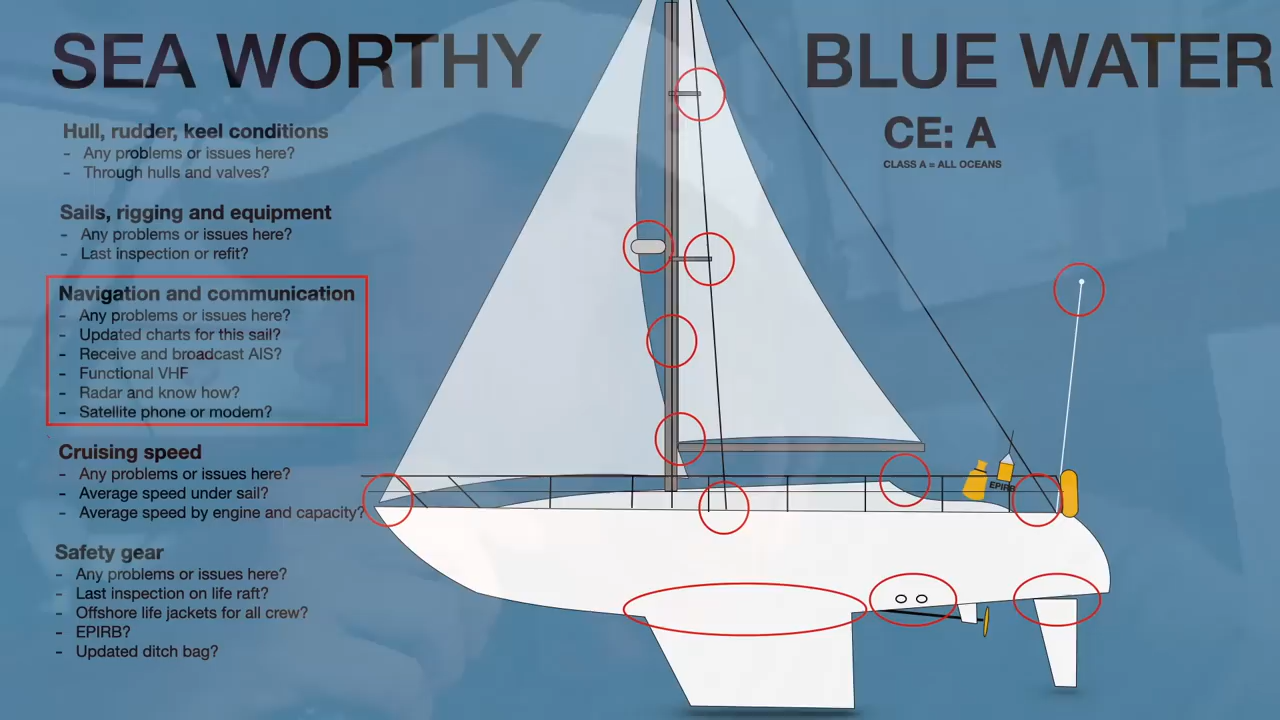 SEA WORTHY
Hull, rudder, keel conditions
- Any problems or issues here?
- Through hulls and valves?
Sails, rigging and equipment
- Any problems or issues here?
- Last inspection or refit?
Navigation and communication
- Any problems or issues here?
- Updated charts for this sail?
- Receive and broadcast AIS?
- Functional VHF
- Radar and know how?
- Satellite phone or modem?
Cruising speed
- Any problems or issues here?
- Average speed under sail?
- Average speed by engine and capacity?
Safety gear
- Any problems or issues here?
- Last inspection on life raft?
- Offshore life jackets for all crew?
- EPIRB?
- Updated ditch bag?
BLUE WATER
CE: A
CLASS A = ALL OCEANS
EPIRB